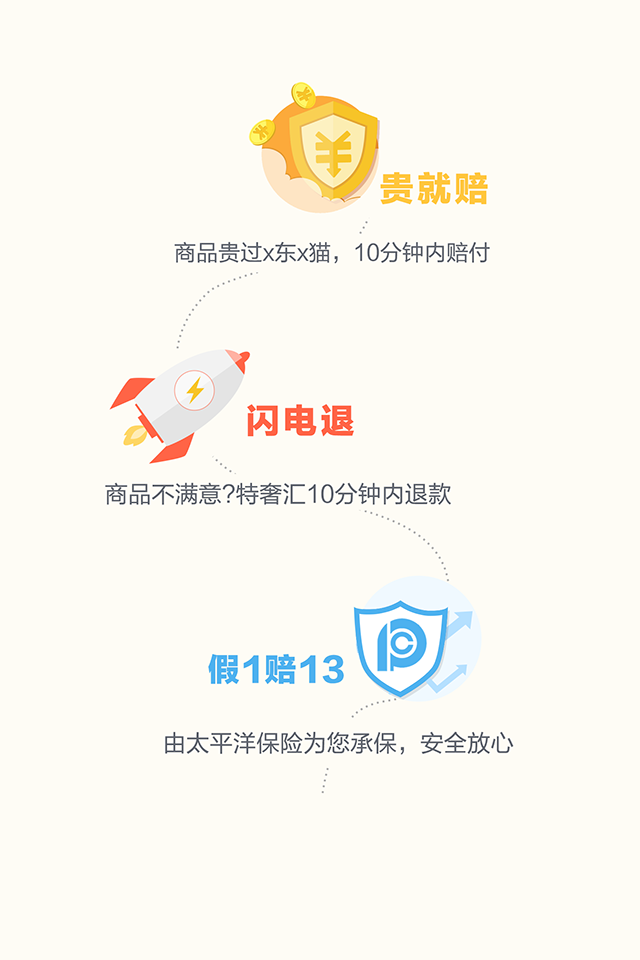 贵就赔
商品贵过x东x猫，10分钟内赔付
闪电退
商品不满意?特奢汇10分钟内退款
假1赔13
由太平洋保险为您承保，安全放心